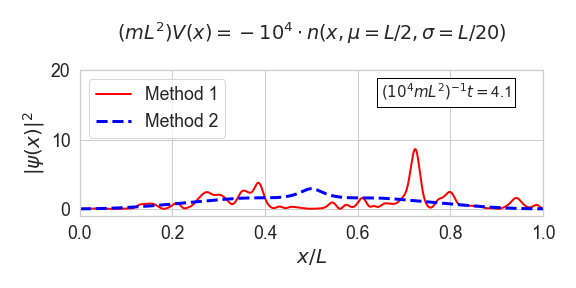 (mL²)V(x) = −10⁴ · n(x, μ = L/2, σ = L/20)
20
Method 1
Method 2
(10⁴mL²)⁻¹t = 4.1
10
0
|ψ(x)|²
0.0 0.2 0.4 0.6 0.8 1.0
x/L